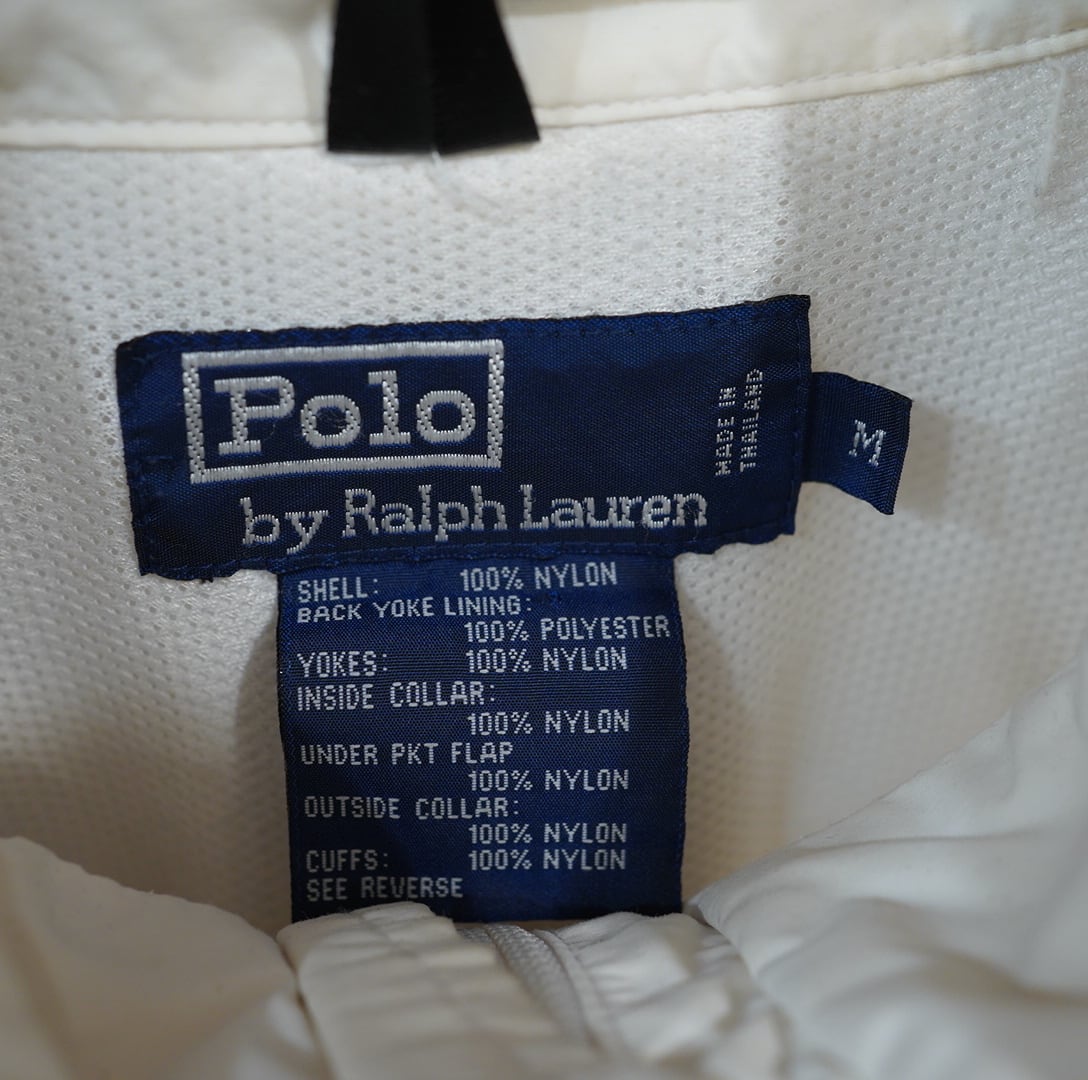 Polo
by Ralph Lauren
MADE IN
THAILAND
M
SHELL: 100% NYLON
BACK YOKE LINING:
100% POLYESTER
YOKES: 100% NYLON
INSIDE COLLAR:
100% NYLON
UNDER PKT FLAP
100% NYLON
OUTSIDE COLLAR:
100% NYLON
CUFFS: 100% NYLON
SEE REVERSE